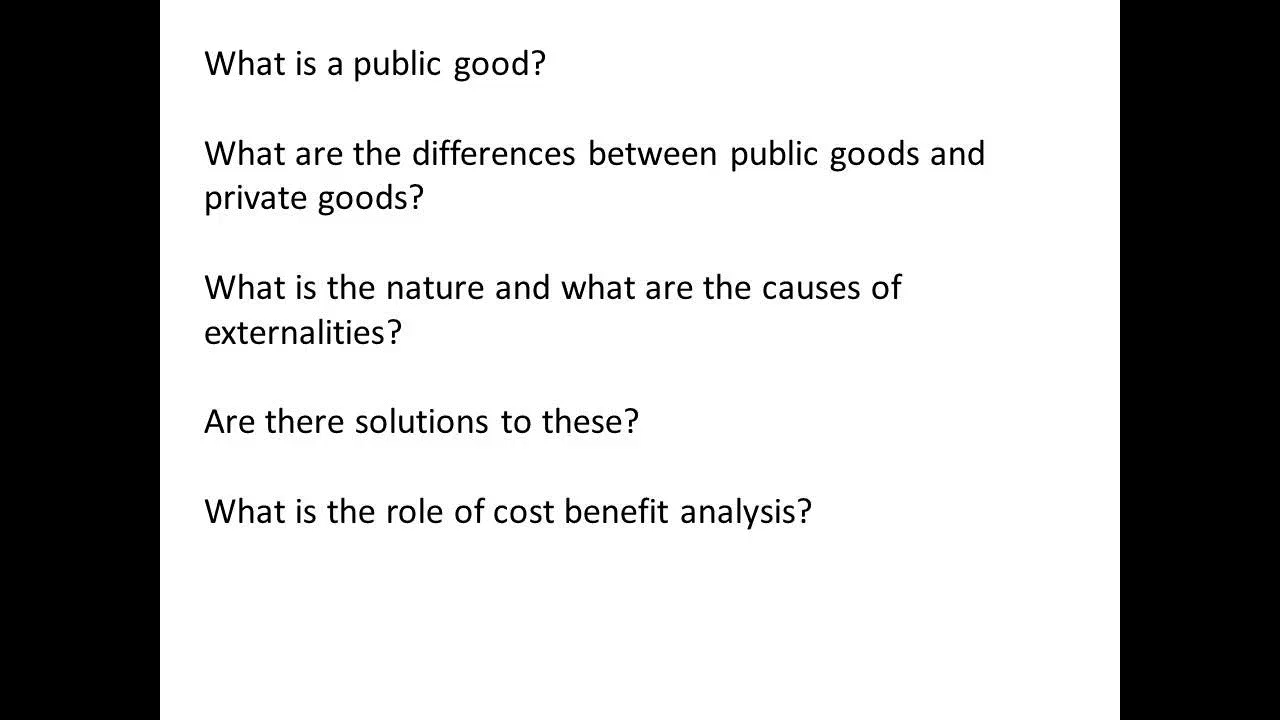 What is a public good?
What are the differences between public goods and
private goods?
What is the nature and what are the causes of
externalities?
Are there solutions to these?
What is the role of cost benefit analysis?